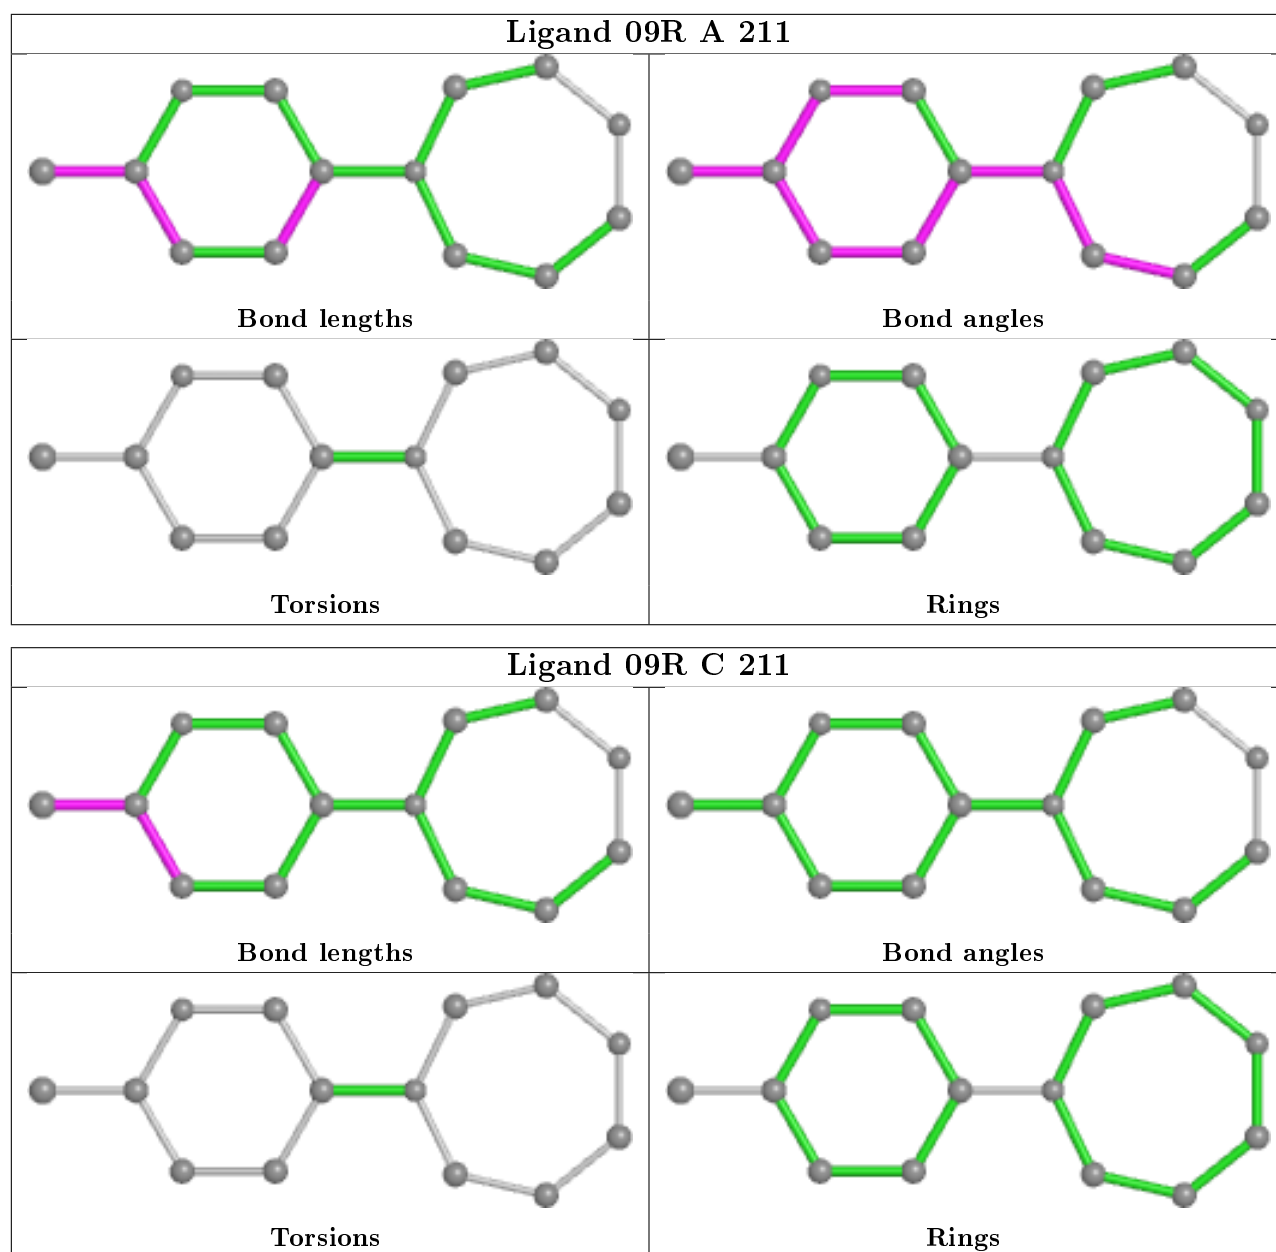 Ligand 09R A 211
Bond lengths
Bond angles
Torsions
Rings
Ligand 09R C 211
Bond lengths
Bond angles
Torsions
Rings